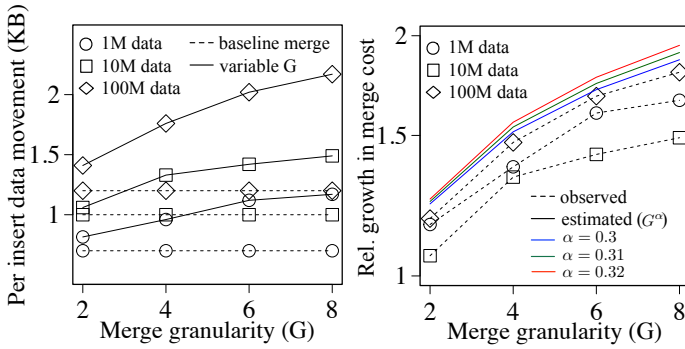 Per insert data movement (KB)
1M data
10M data
100M data
baseline merge
variable G
2
1.5
1
2 4 6 8
Merge granularity (G)
Rel. growth in merge cost
1M data
10M data
100M data
observed
estimated (G^α)
α = 0.3
α = 0.31
α = 0.32
2
1.5
1
2 4 6 8
Merge granularity (G)